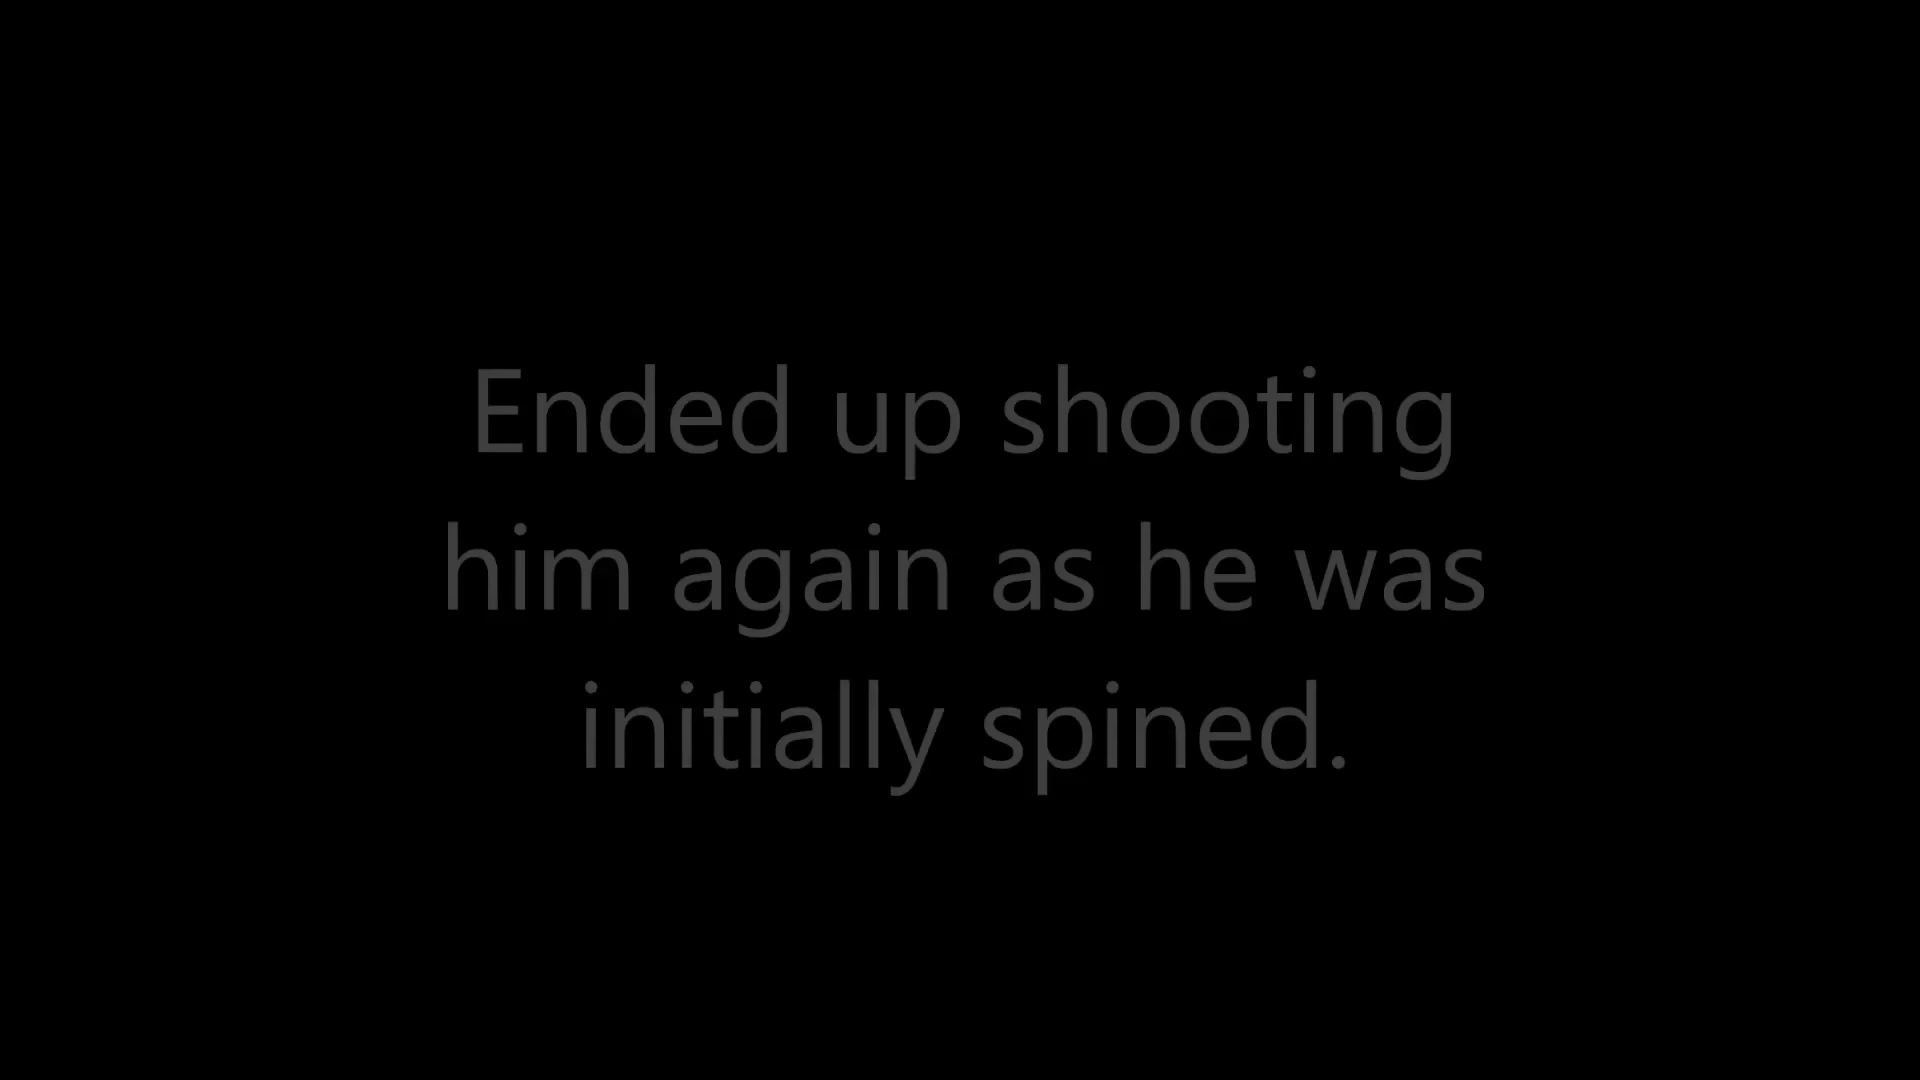 Ended up shooting
him again as he was
initially spined.